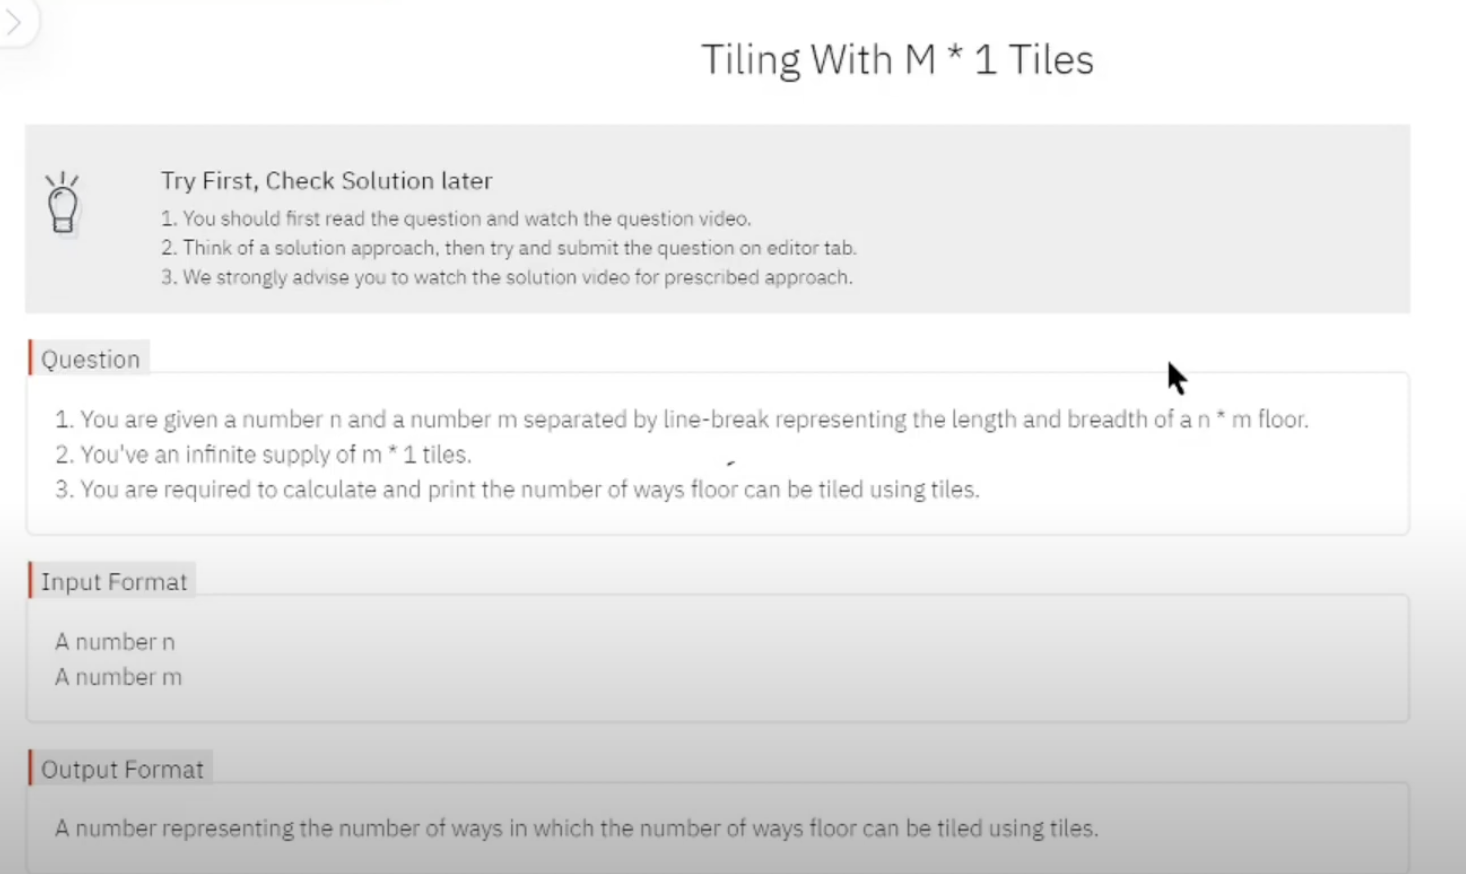 Tiling With M * 1 Tiles
Try First, Check Solution later
1. You should first read the question and watch the question video.
2. Think of a solution approach, then try and submit the question on editor tab.
3. We strongly advise you to watch the solution video for prescribed approach.
Question
1. You are given a number n and a number m separated by line-break representing the length and breadth of a n * m floor.
2. You've an infinite supply of m * 1 tiles.
3. You are required to calculate and print the number of ways floor can be tiled using tiles.
Input Format
A number n
A number m
Output Format
A number representing the number of ways in which the number of ways floor can be tiled using tiles.